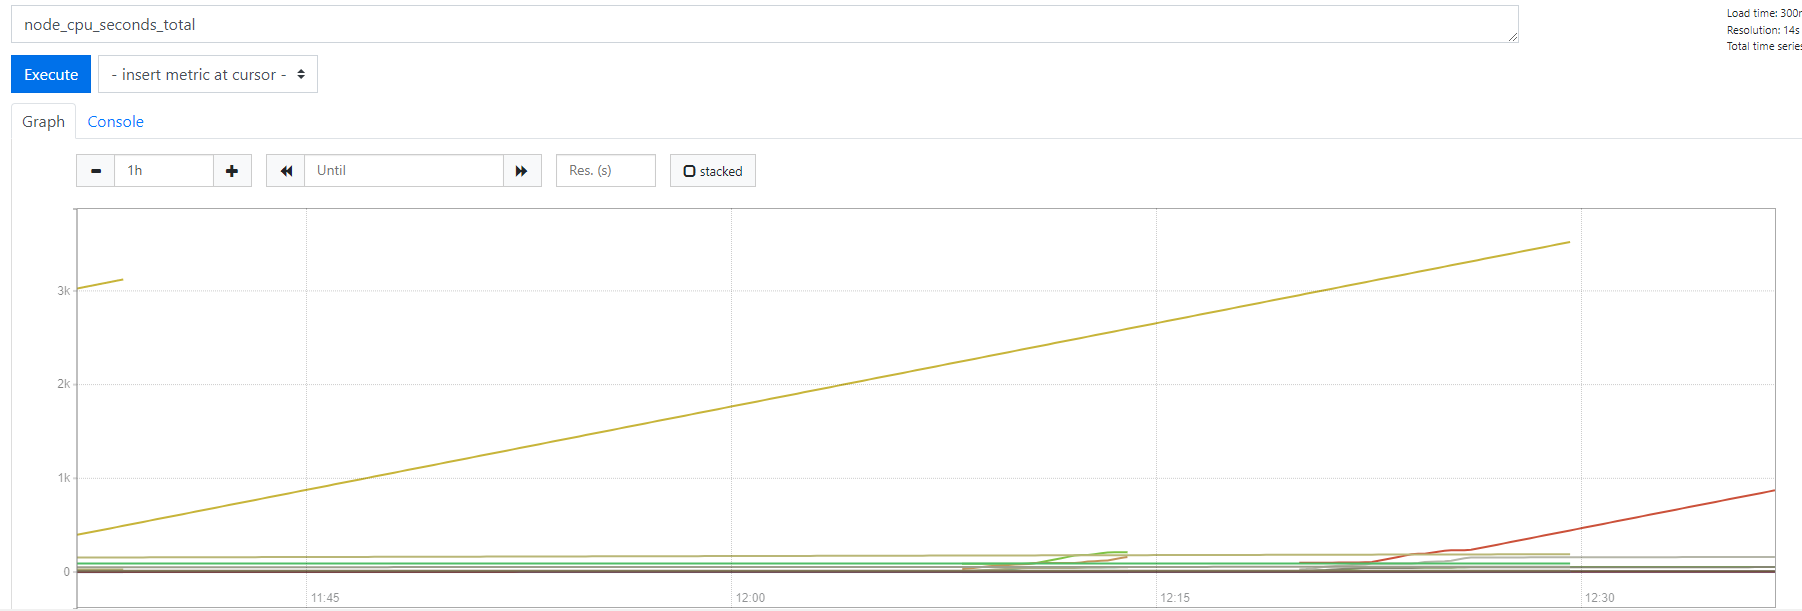 node_cpu_seconds_total
Load time: 300
Resolution: 14s
Total time series
Execute
- insert metric at cursor -
Graph
Console
1h
Until
Res. (s)
stacked
3k
2k
1k
0
11:45
12:00
12:15
12:30